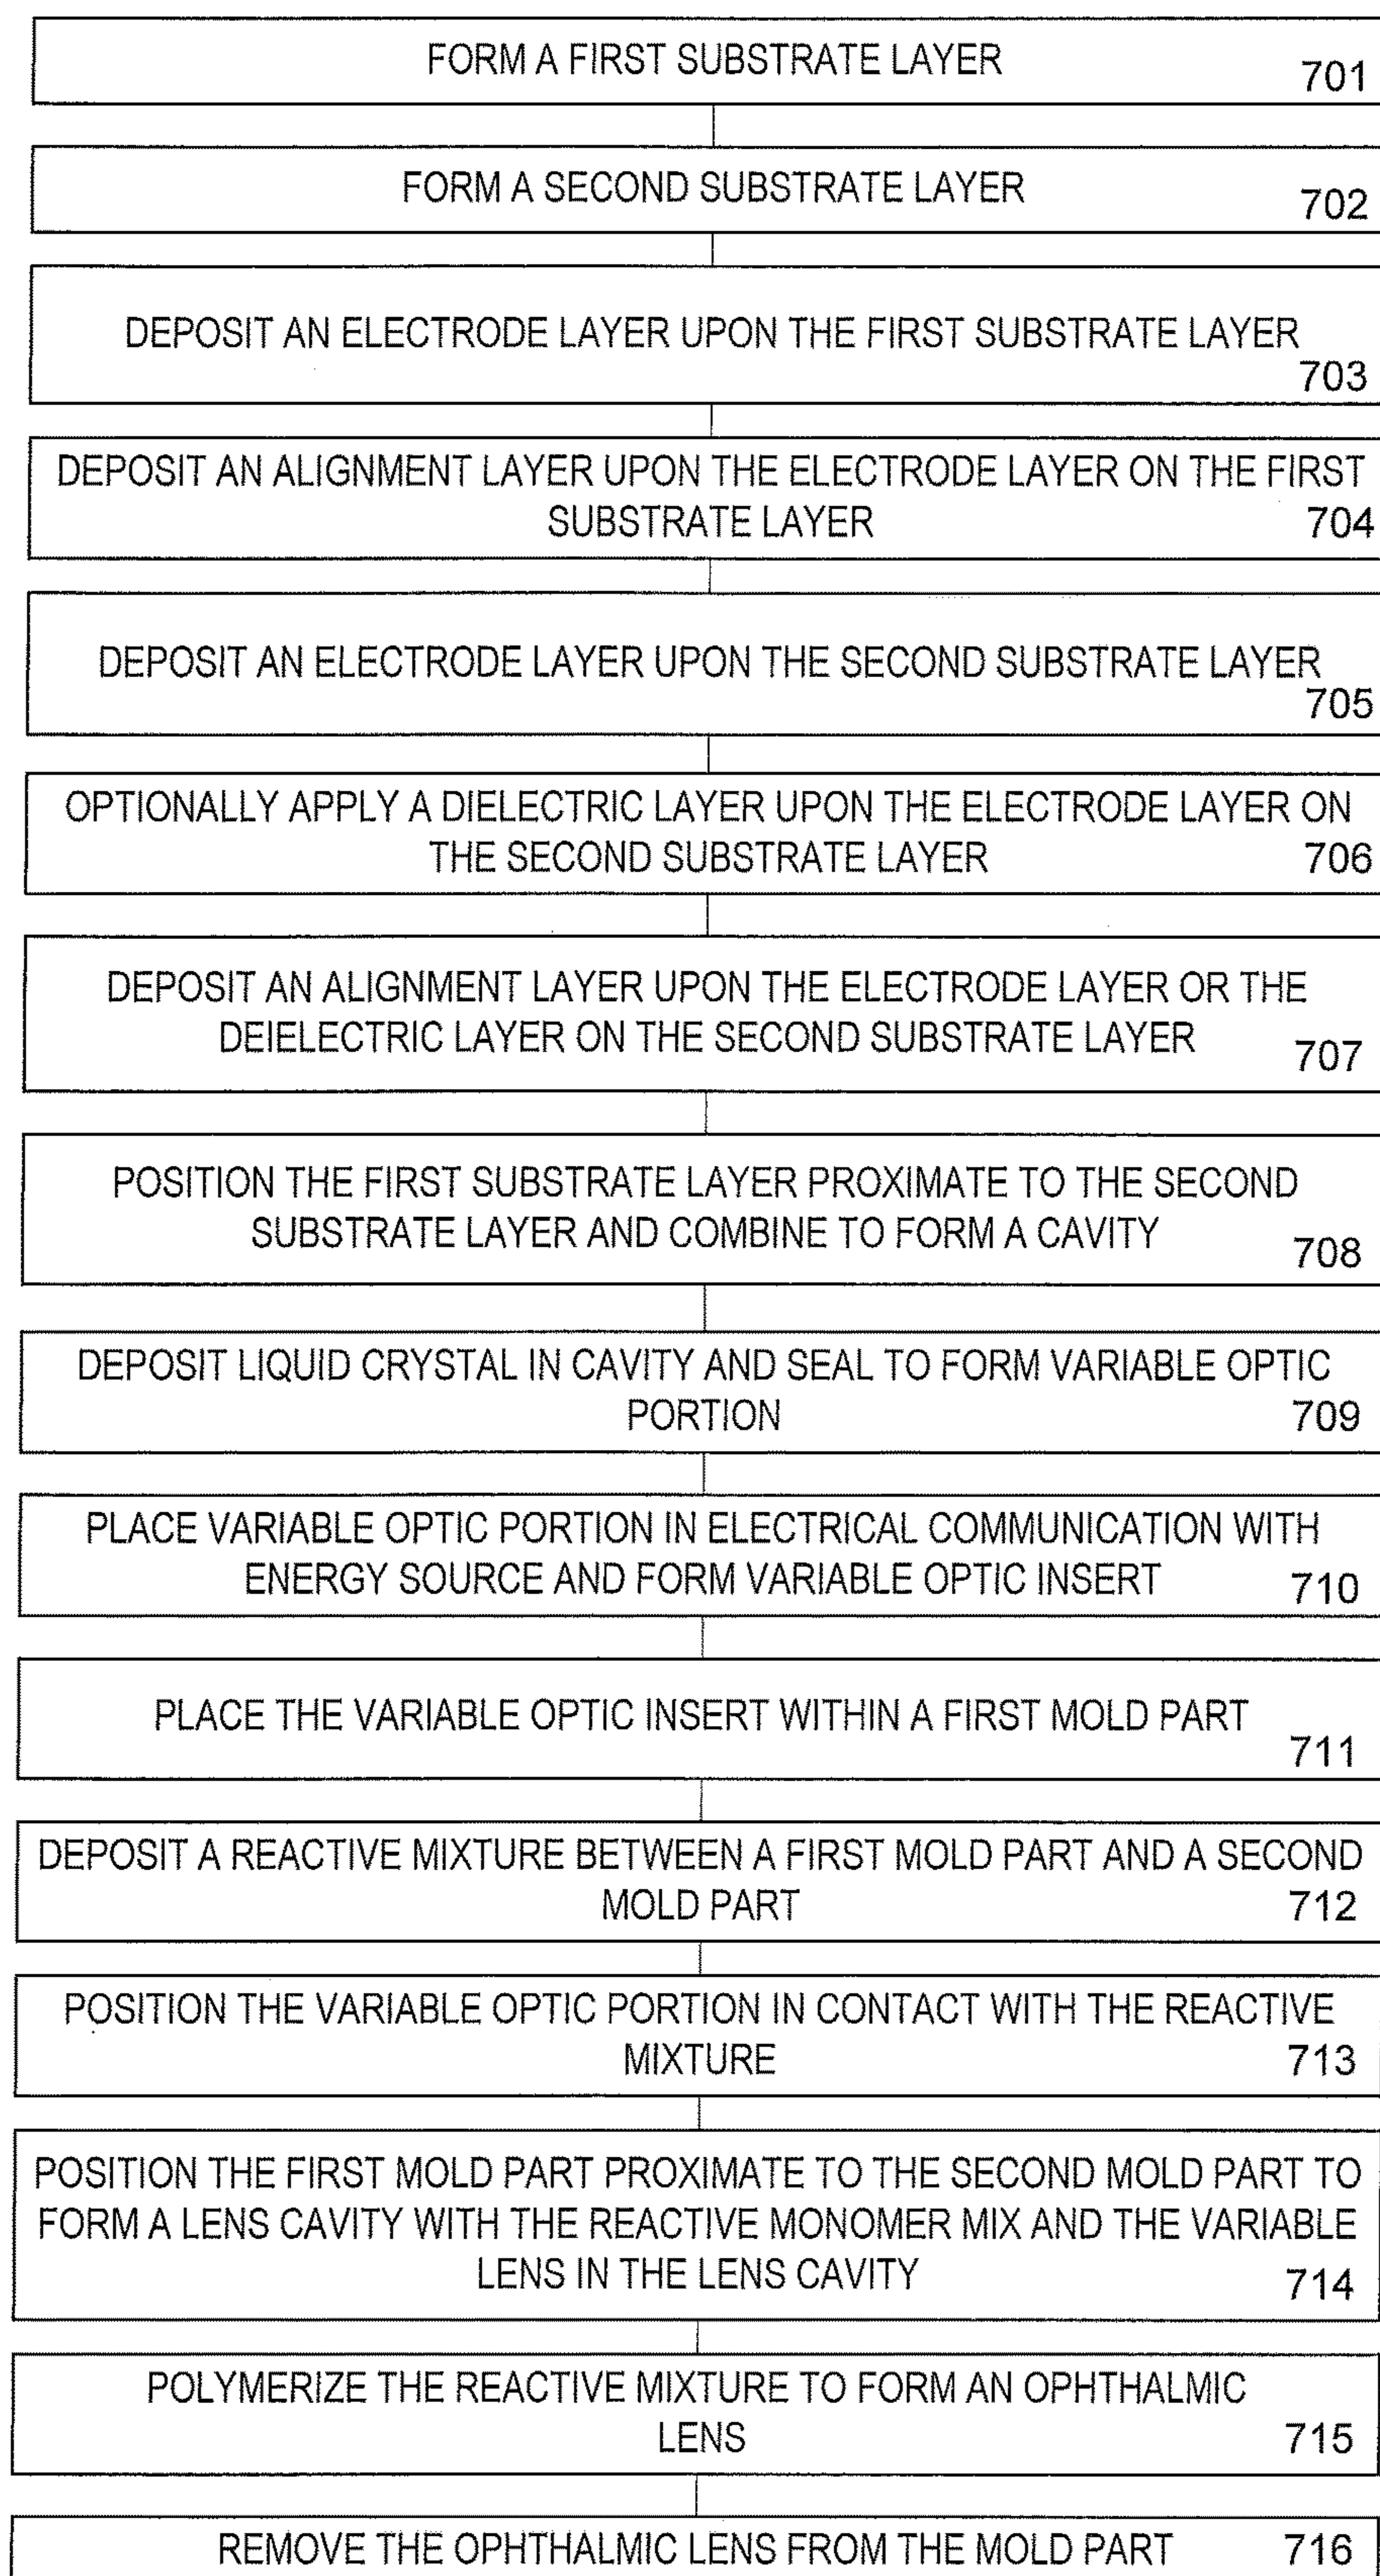 FORM A FIRST SUBSTRATE LAYER
701
FORM A SECOND SUBSTRATE LAYER
702
DEPOSIT AN ELECTRODE LAYER UPON THE FIRST SUBSTRATE LAYER
703
DEPOSIT AN ALIGNMENT LAYER UPON THE ELECTRODE LAYER ON THE FIRST
SUBSTRATE LAYER 704
DEPOSIT AN ELECTRODE LAYER UPON THE SECOND SUBSTRATE LAYER
705
OPTIONALLY APPLY A DIELECTRIC LAYER UPON THE ELECTRODE LAYER ON
THE SECOND SUBSTRATE LAYER 706
DEPOSIT AN ALIGNMENT LAYER UPON THE ELECTRODE LAYER OR THE
DEIELECTRIC LAYER ON THE SECOND SUBSTRATE LAYER
707
POSITION THE FIRST SUBSTRATE LAYER PROXIMATE TO THE SECOND
SUBSTRATE LAYER AND COMBINE TO FORM A CAVITY
708
DEPOSIT LIQUID CRYSTAL IN CAVITY AND SEAL TO FORM VARIABLE OPTIC
PORTION 709
PLACE VARIABLE OPTIC PORTION IN ELECTRICAL COMMUNICATION WITH
ENERGY SOURCE AND FORM VARIABLE OPTIC INSERT 710
PLACE THE VARIABLE OPTIC INSERT WITHIN A FIRST MOLD PART
711
DEPOSIT A REACTIVE MIXTURE BETWEEN A FIRST MOLD PART AND A SECOND
MOLD PART 712
POSITION THE VARIABLE OPTIC PORTION IN CONTACT WITH THE REACTIVE
MIXTURE 713
POSITION THE FIRST MOLD PART PROXIMATE TO THE SECOND MOLD PART TO
FORM A LENS CAVITY WITH THE REACTIVE MONOMER MIX AND THE VARIABLE
LENS IN THE LENS CAVITY 714
POLYMERIZE THE REACTIVE MIXTURE TO FORM AN OPHTHALMIC
LENS 715
REMOVE THE OPHTHALMIC LENS FROM THE MOLD PART 716